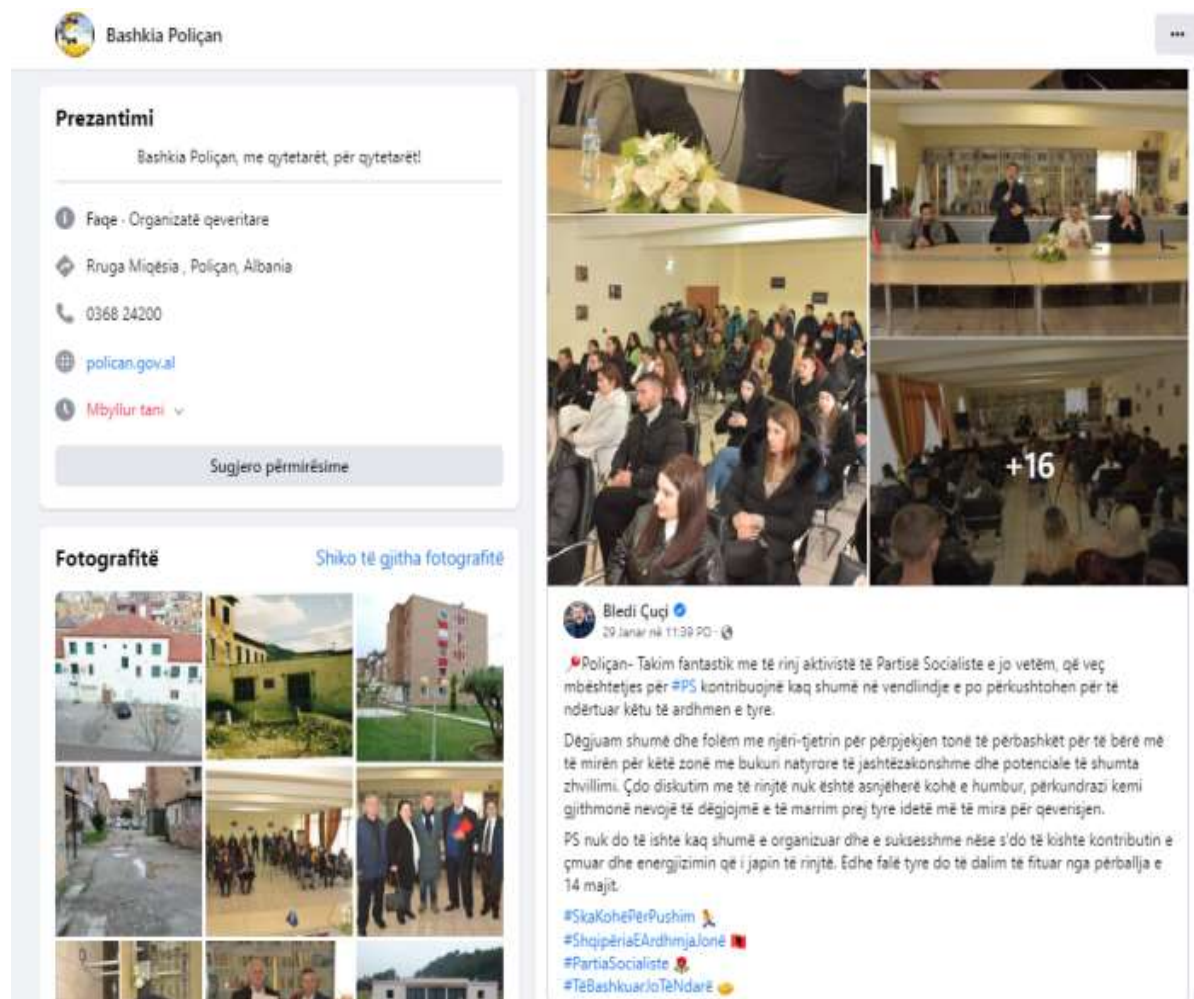 Bashkia Poliçan
Prezantimi
Bashkia Poliçan, me qytetarët, për qytetarët!
Faqe · Organizatë qeveritare
Rruga Miqësia , Poliçan, Albania
0368 24200
polican.gov.al
Mbyllur tani
Sugjero përmirësime
Fotografitë
Shiko të gjitha fotografitë
+16
Bledi Çuçi
29 Janar në 11:39 PD ·
📍Poliçan- Takim fantastik me të rinj aktivistë të Partisë Socialiste e jo vetëm, që veç
mbështetjes për #PS kontribuojnë kaq shumë në vendlindje e po përkushtohen për të
ndërtuar këtu të ardhmen e tyre.
Dëgjuam shumë dhe folëm me njëri-tjetrin për përpjekjen tonë të përbashkët për të bërë më
të mirën për këtë zonë me bukuri natyrore të jashtëzakonshme dhe potenciale të shumta
zhvillimi. Çdo diskutim me të rinjtë nuk është asnjëherë kohë e humbur, përkundrazi kemi
gjithmonë nevojë të dëgjojmë e të marrim prej tyre idetë më të mira për qeverisjen.
PS nuk do të ishte kaq shumë e organizuar dhe e suksesshme nëse s'do të kishte kontributin e
çmuar dhe energjizimin që i japin të rinjtë. Edhe falë tyre do të dalim të fituar nga përballja e
14 majit.
#SkaKohëPërPushim
#ShqipëriaEArdhmjaJonë
#PartiaSocialiste
#TëBashkuarJoTëNdarë